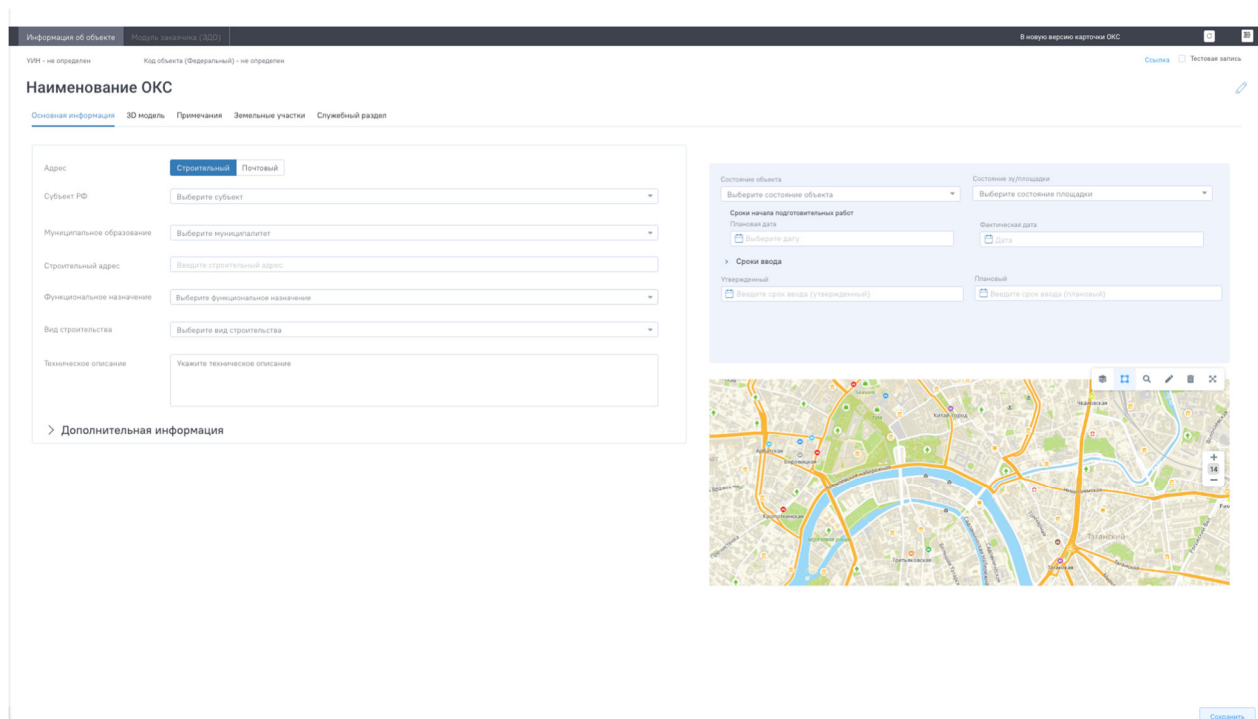 Информация об объекте Модуль заказчика (ЭДО) В новую версию карточки ОКС
УИН - не определен Код объекта (Федеральный) - не определен Ссылка Тестовая запись
Наименование ОКС
Основная информация 3D модель Примечания Земельные участки Служебный раздел
Адрес Строительный Почтовый
Субъект РФ Выберите субъект
Муниципальное образование Выберите муниципалитет
Строительный адрес Введите строительный адрес
Функциональное назначение Выберите функциональное назначение
Вид строительства Выберите вид строительства
Техническое описание Укажите техническое описание
Дополнительная информация
Состояние объекта Состояние зу/площадки
Выберите состояние объекта Выберите состояние площадки
Сроки начала подготовительных работ
Плановая дата Фактическая дата
Выберите дату Дата
Сроки ввода
Утвержденный Плановый
Введите срок ввода (утвержденный) Введите срок ввода (плановый)
Чкаловская
Китай-город
Арбатская
Боровицкая
14
Кропоткинская
Таганский
Третьяковская
Таганская
Сохранить